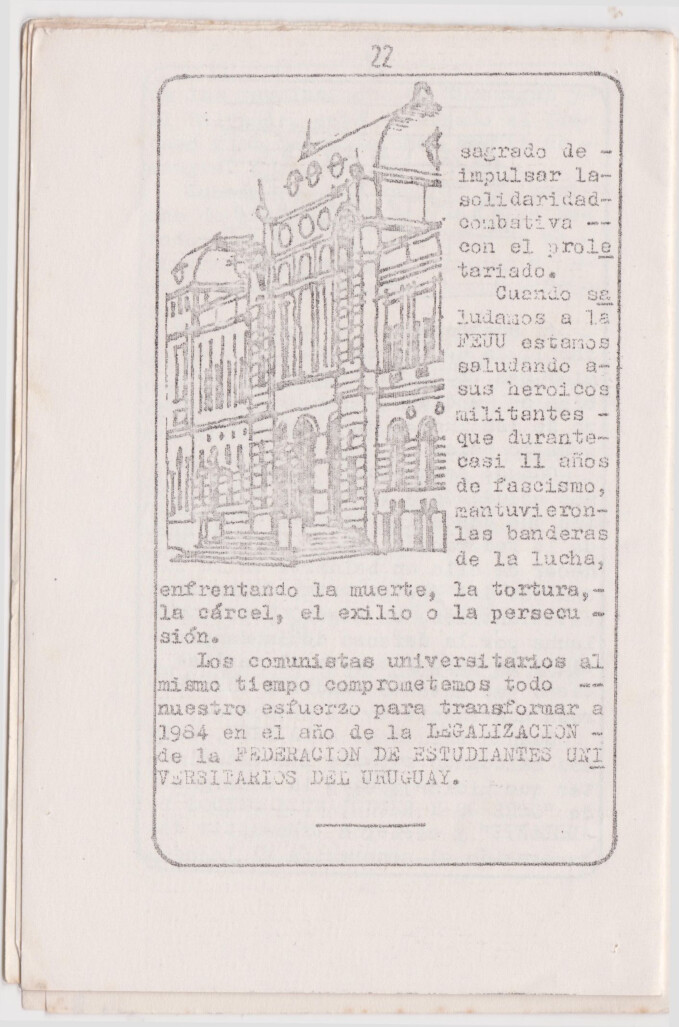 22
sagrado de -
impulsar la-
solidaridad-
combativa --
con el prole
tariado.
Cuando sa
ludamos a la
FEUU estamos
saludando a-
sus heroicos
militantes -
que durante-
casi 11 años
de fascismo,
mantuvieron-
las banderas
de la lucha,
enfrentando la muerte, la tortura,-
la cárcel, el exilio o la persecu -
sión.
Los comunistas universitarios al
mismo tiempo comprometemos todo --
nuestro esfuerzo para transformar a
1984 en el año de la LEGALIZACION -
de la FEDERACION DE ESTUDIANTES UNI
VERSITARIOS DEL URUGUAY.